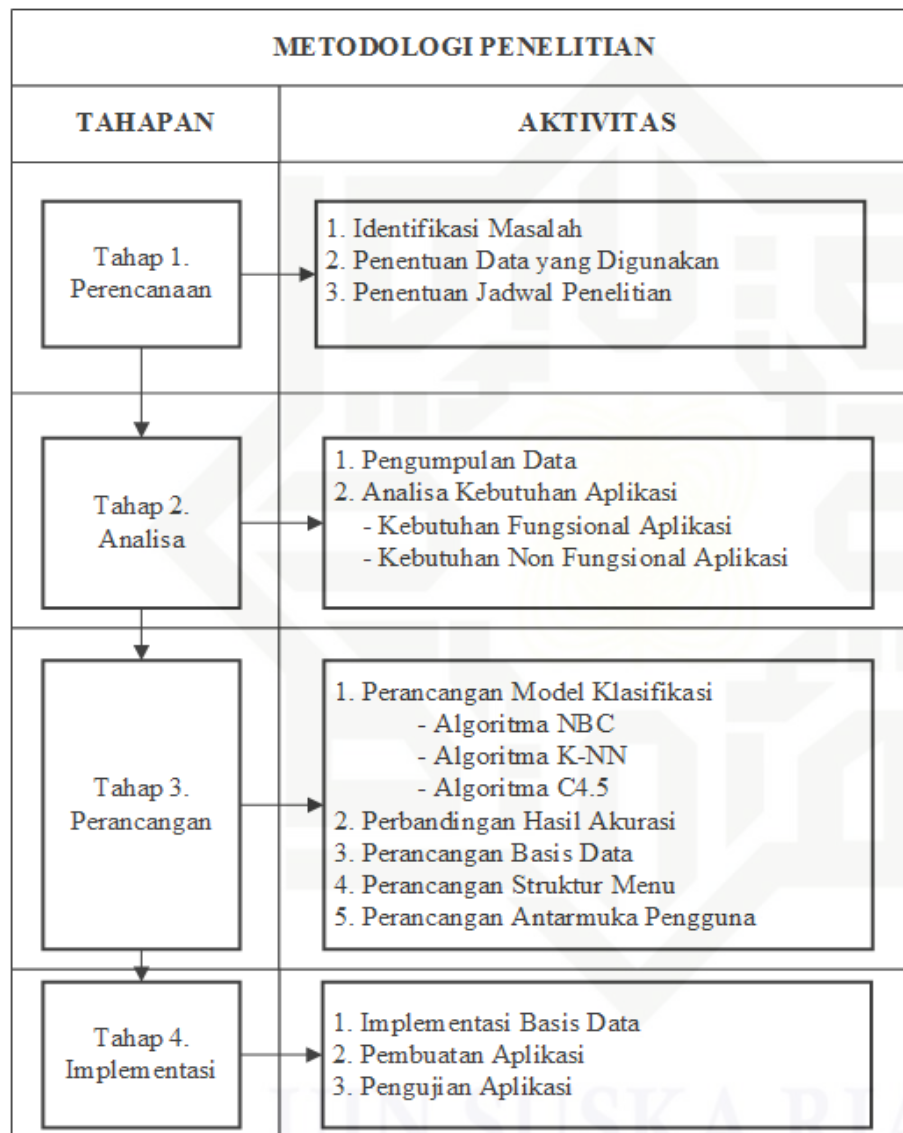 METODOLOGI PENELITIAN
TAHAPAN
AKTIVITAS
Tahap 1.
Perencanaan
1. Identifikasi Masalah
2. Penentuan Data yang Digunakan
3. Penentuan Jadwal Penelitian
Tahap 2.
Analisa
1. Pengumpulan Data
2. Analisa Kebutuhan Aplikasi
- Kebutuhan Fungsional Aplikasi
- Kebutuhan Non Fungsional Aplikasi
Tahap 3.
Perancangan
1. Perancangan Model Klasifikasi
- Algoritma NBC
- Algoritma K-NN
- Algoritma C4.5
2. Perbandingan Hasil Akurasi
3. Perancangan Basis Data
4. Perancangan Struktur Menu
5. Perancangan Antarmuka Pengguna
Tahap 4.
Implementasi
1. Implementasi Basis Data
2. Pembuatan Aplikasi
3. Pengujian Aplikasi
UIN SUSKA